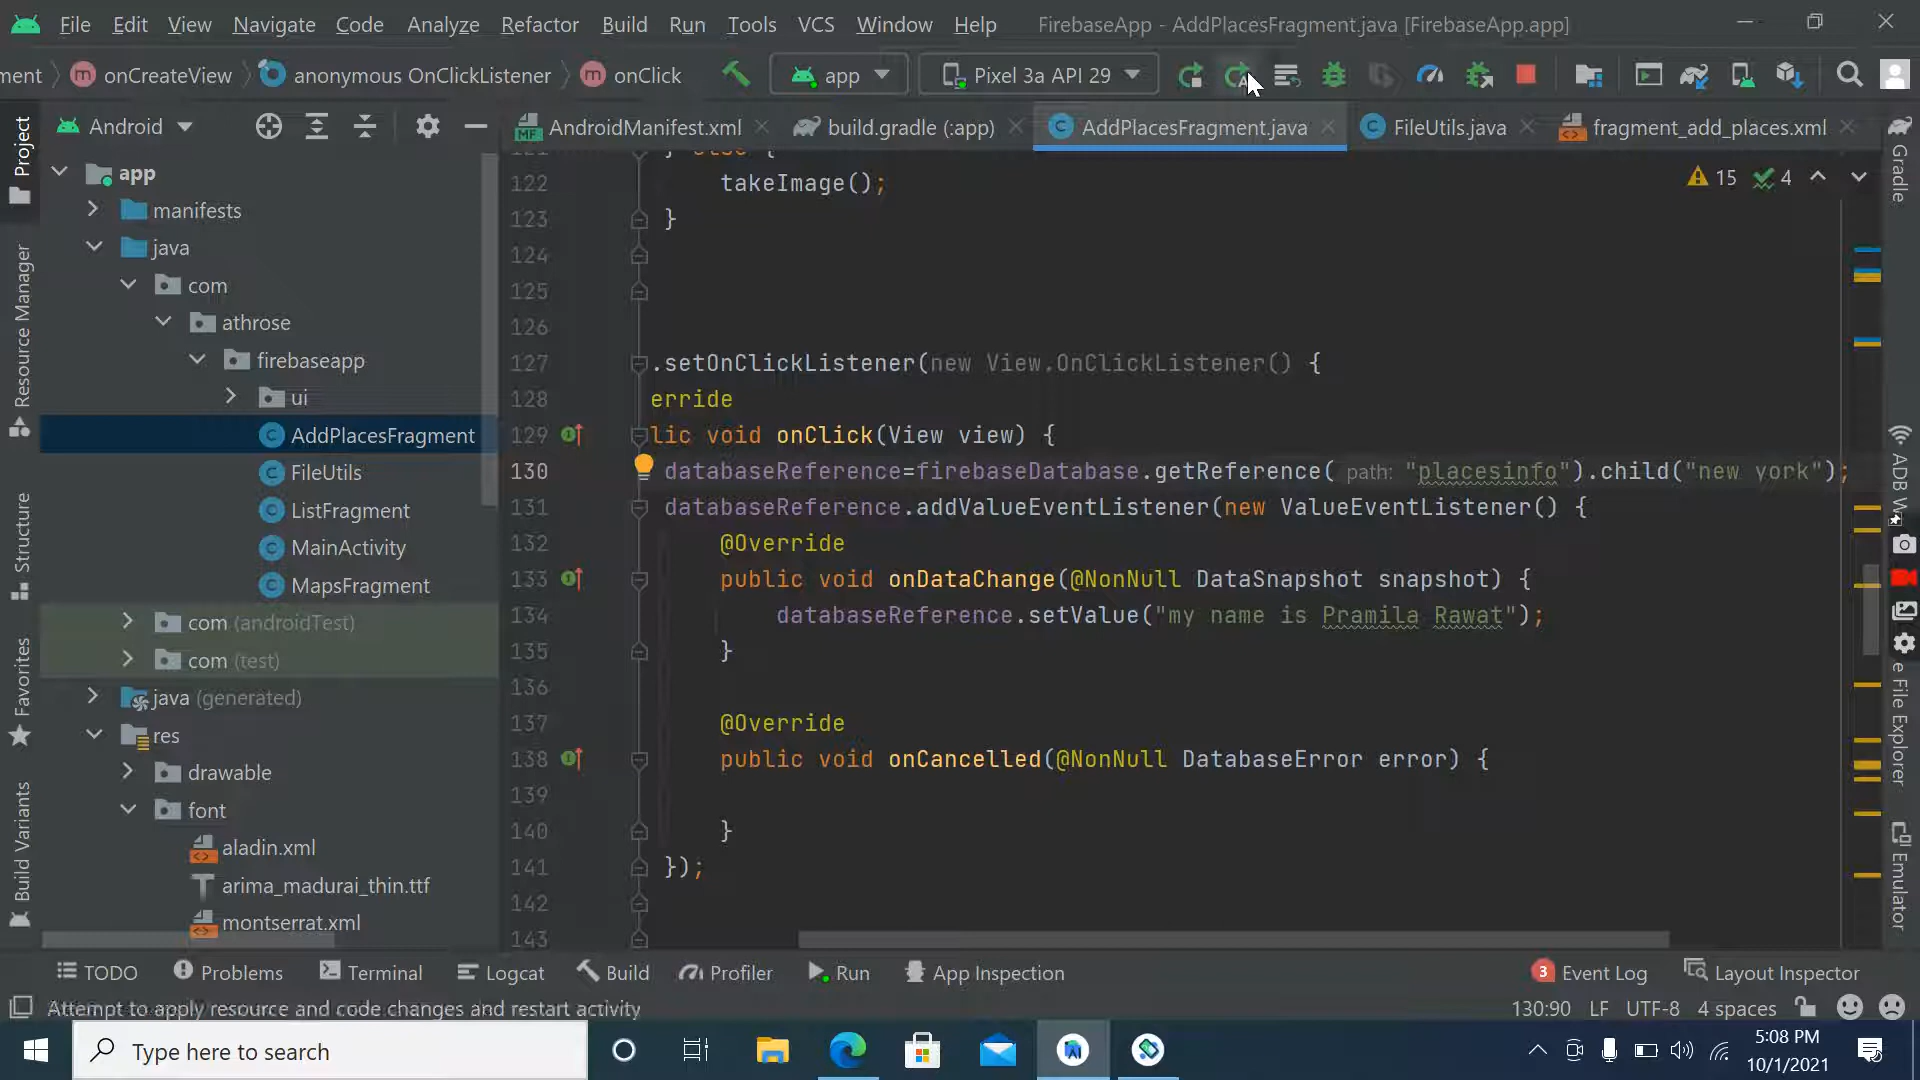 File Edit View Navigate Code Analyze Refactor Build Run Tools VCS Window Help FirebaseApp - AddPlacesFragment.java [FirebaseApp.app]
ment onCreateView anonymous OnClickListener onClick app Pixel 3a API 29
Android AndroidManifest.xml build.gradle (:app) AddPlacesFragment.java FileUtils.java fragment_add_places.xml
Project
Resource Manager
Structure
Favorites
Build Variants
app
manifests
java
com
athrose
firebaseapp
ui
AddPlacesFragment
FileUtils
ListFragment
MainActivity
MapsFragment
com (androidTest)
com (test)
java (generated)
res
drawable
font
aladin.xml
arima_madurai_thin.ttf
montserrat.xml
15 4
122 takeImage();
123 }
124
125
126
127 .setOnClickListener(new View.OnClickListener() {
128 erride
129 lic void onClick(View view) {
130 databaseReference=firebaseDatabase.getReference( path: "placesinfo").child("new york");
131 databaseReference.addValueEventListener(new ValueEventListener() {
132 @Override
133 public void onDataChange(@NonNull DataSnapshot snapshot) {
134 databaseReference.setValue("my name is Pramila Rawat");
135 }
136
137 @Override
138 public void onCancelled(@NonNull DatabaseError error) {
139
140 }
141 });
142
143
Gradle
ADB W
e File Explorer
Emulator
TODO Problems Terminal Logcat Build Profiler Run App Inspection 3 Event Log Layout Inspector
Attempt to apply resource and code changes and restart activity 130:90 LF UTF-8 4 spaces
Type here to search
5:08 PM
10/1/2021